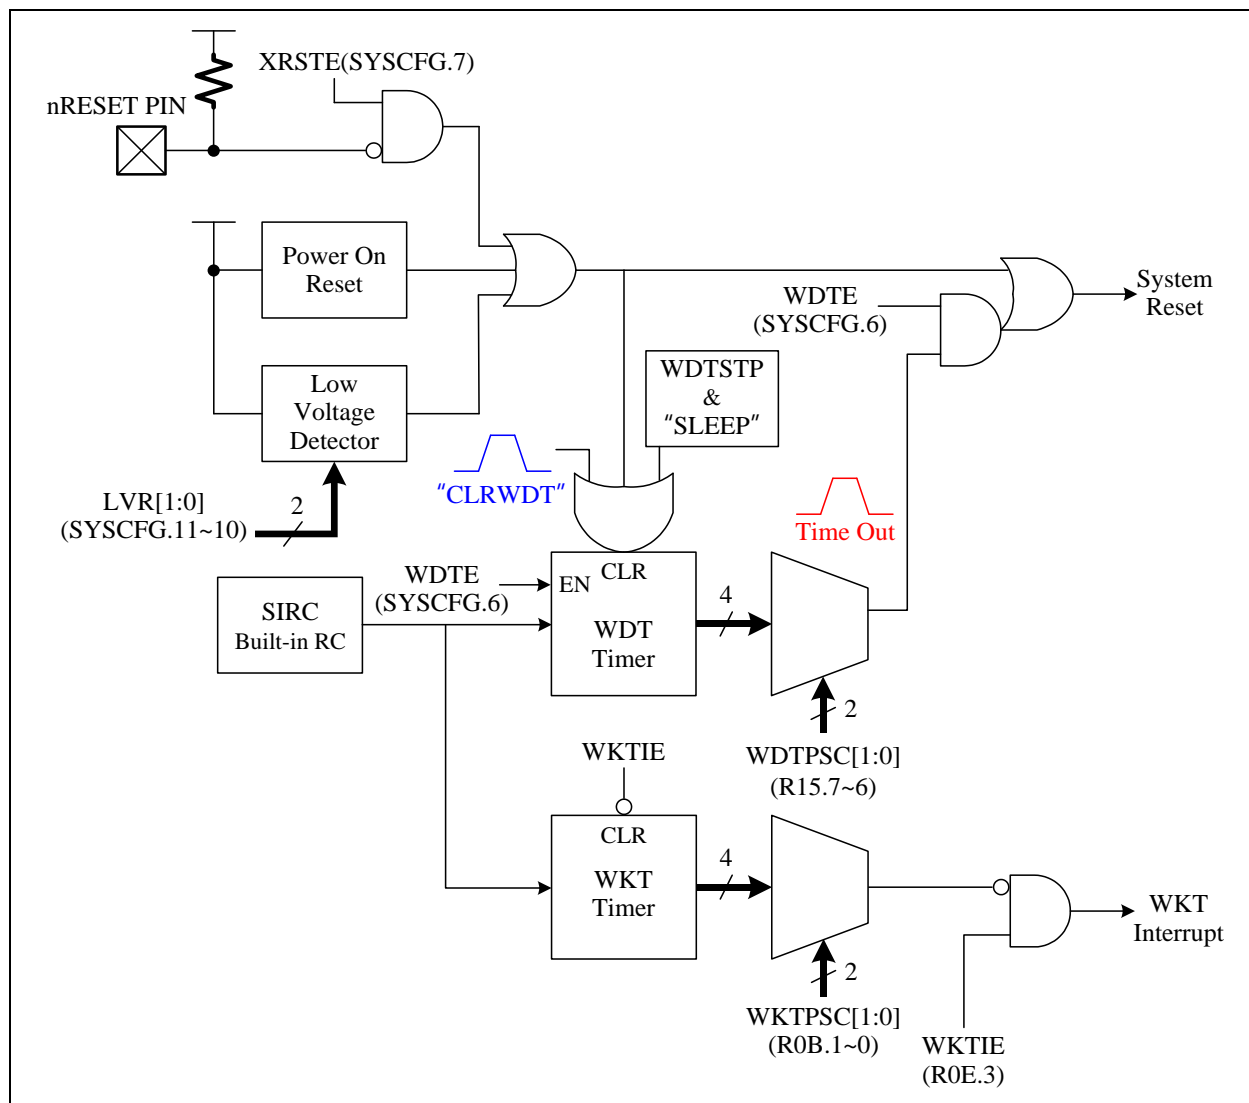 XRSTE(SYSCFG.7)
nRESET PIN
Power On
Reset
WDTE
(SYSCFG.6)
System
Reset
Low
Voltage
Detector
WDTSTP
&
"SLEEP"
"CLRWDT"
LVR[1:0]
(SYSCFG.11~10)
2
Time Out
SIRC
Built-in RC
WDTE
(SYSCFG.6)
EN
CLR
WDT
Timer
4
2
WDTPSC[1:0]
(R15.7~6)
WKTIE
CLR
WKT
Timer
4
2
WKTPSC[1:0]
(R0B.1~0)
WKTIE
(R0E.3)
WKT
Interrupt